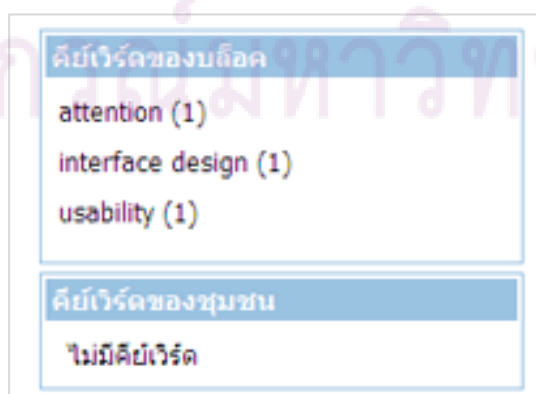 คีย์เวิร์ดของบล็อค
attention (1)
interface design (1)
usability (1)
คีย์เวิร์ดของชุมชน
ไม่มีคีย์เวิร์ด